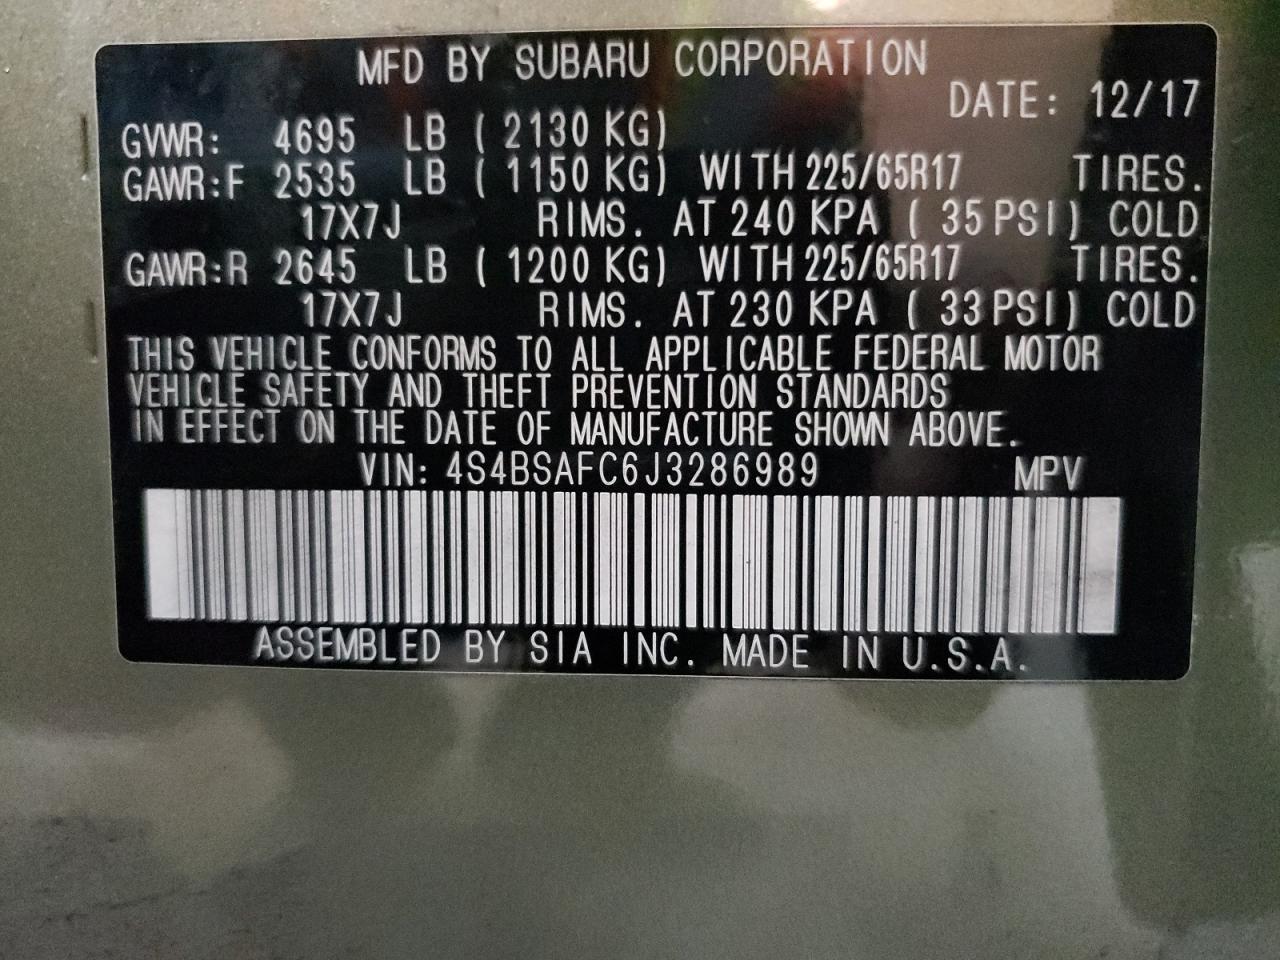 MFD BY SUBARU CORPORATION
DATE: 12/17
GVWR: 4695 LB ( 2130 KG)
GAWR:F 2535 LB ( 1150 KG) WITH 225/65R17 TIRES.
17X7J RIMS. AT 240 KPA ( 35 PSI) COLD
GAWR:R 2645 LB ( 1200 KG) WITH 225/65R17 TIRES.
17X7J RIMS. AT 230 KPA ( 33 PSI) COLD
THIS VEHICLE CONFORMS TO ALL APPLICABLE FEDERAL MOTOR
VEHICLE SAFETY AND THEFT PREVENTION STANDARDS
IN EFFECT ON THE DATE OF MANUFACTURE SHOWN ABOVE.
VIN: 4S4BSAFC6J3286989 MPV
ASSEMBLED BY SIA INC. MADE IN U.S.A.